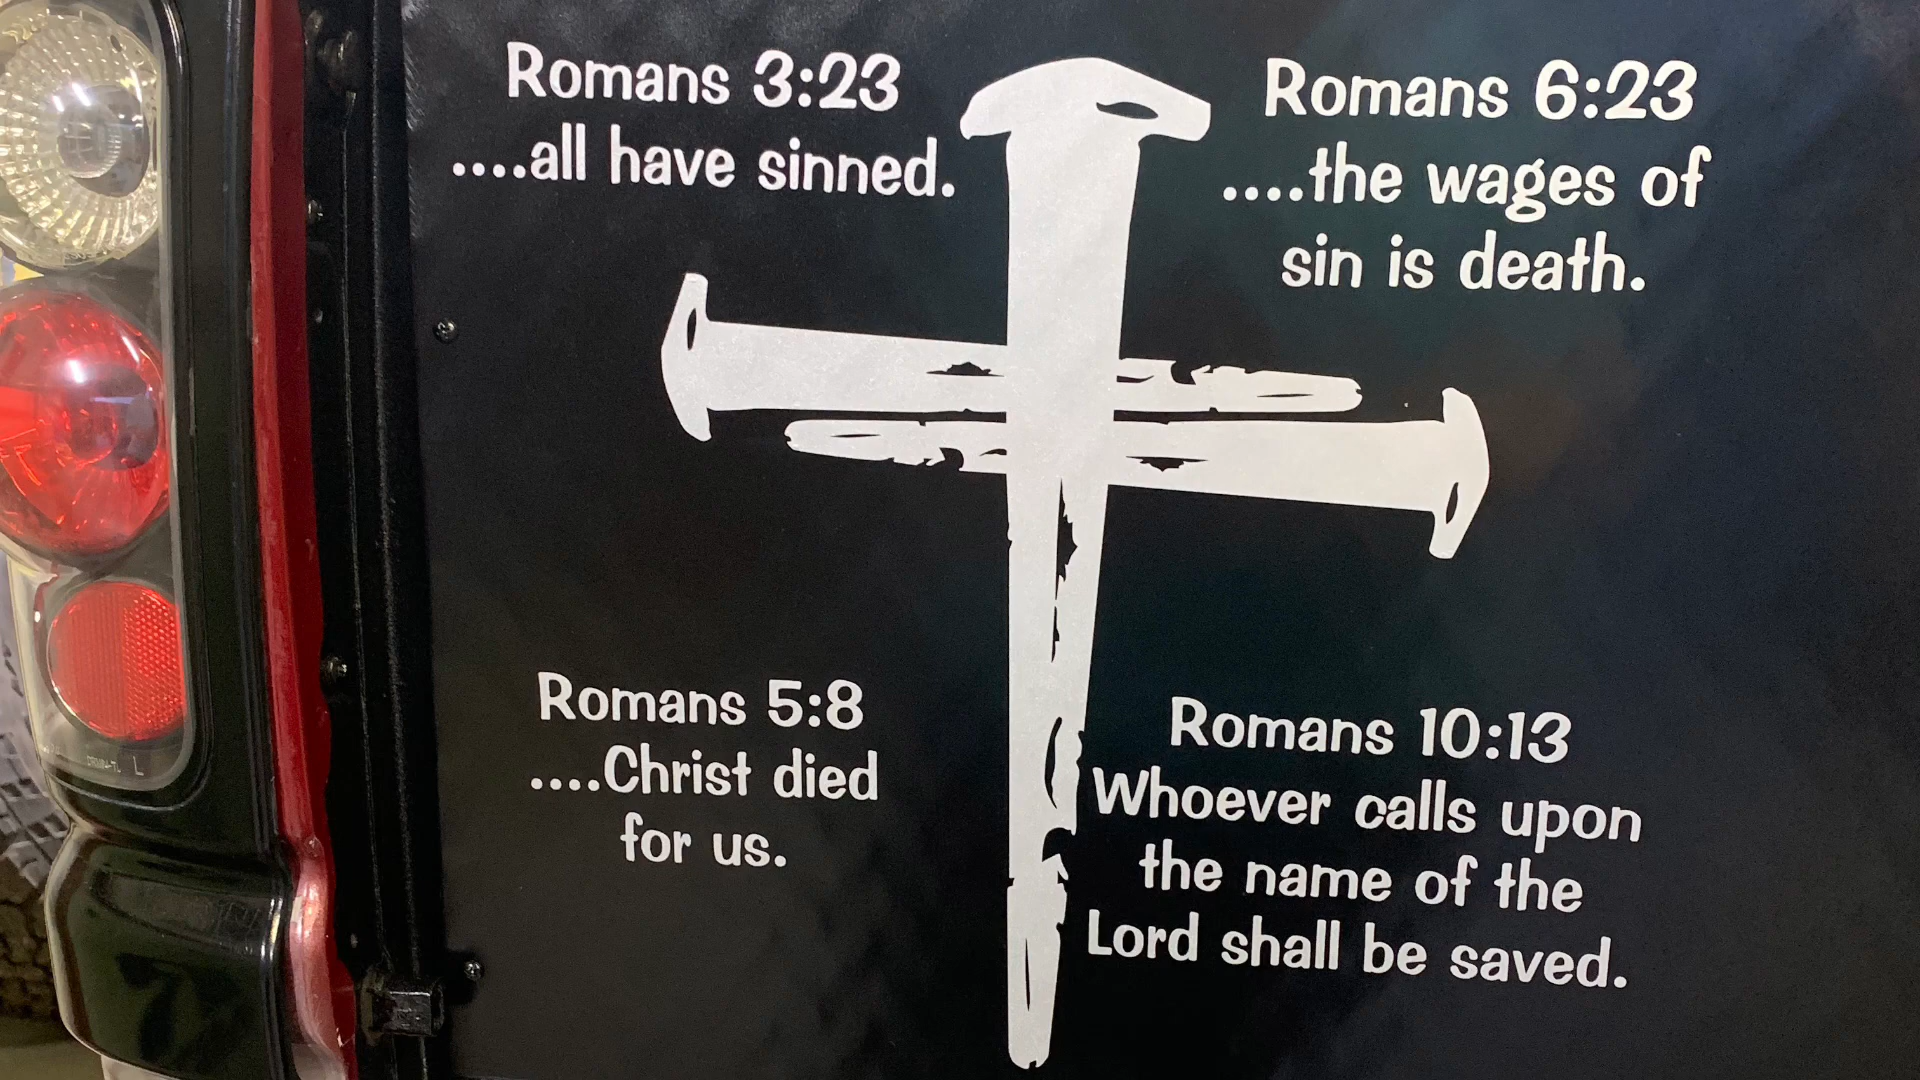 Romans 3:23
....all have sinned.
Romans 6:23
....the wages of
sin is death.
Romans 5:8
....Christ died
for us.
Romans 10:13
Whoever calls upon
the name of the
Lord shall be saved.
L